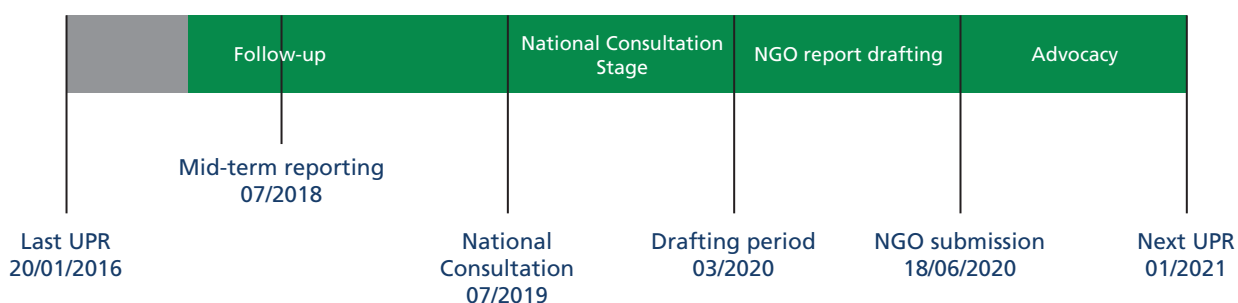 Follow-up
National Consultation
Stage
NGO report drafting
Advocacy
Mid-term reporting
07/2018
Last UPR
20/01/2016
National
Consultation
07/2019
Drafting period
03/2020
NGO submission
18/06/2020
Next UPR
01/2021